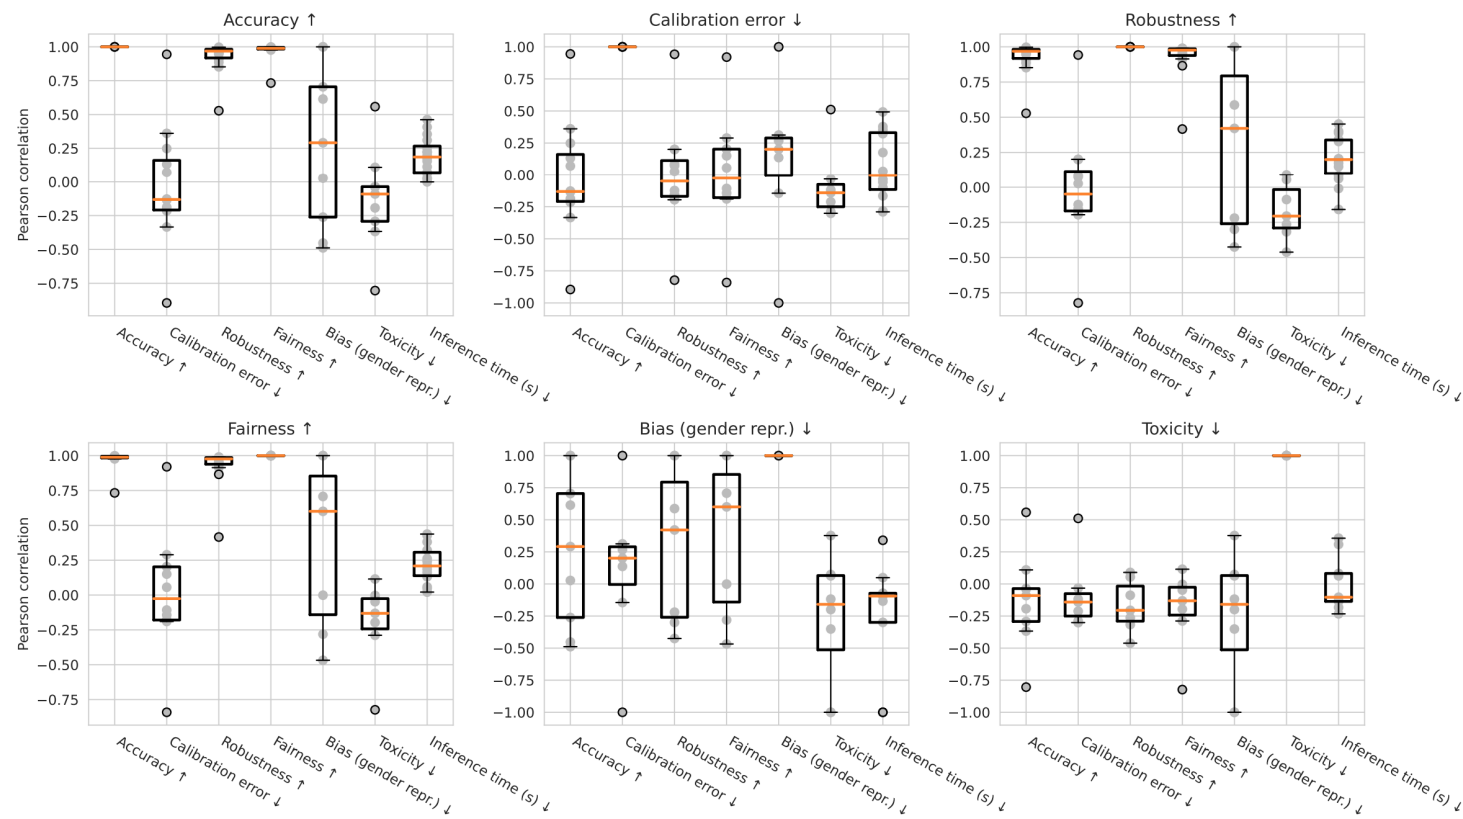 Accuracy ↑
Calibration error ↓
Robustness ↑
Pearson correlation
1.00
0.75
0.50
0.25
0.00
−0.25
−0.50
−0.75
Accuracy ↑
Calibration error ↓
Robustness ↑
Fairness ↑
Bias (gender repr.) ↓
Toxicity ↓
Inference time (s) ↓
1.00
0.75
0.50
0.25
0.00
−0.25
−0.50
−0.75
−1.00
Accuracy ↑
Calibration error ↓
Robustness ↑
Fairness ↑
Bias (gender repr.) ↓
Toxicity ↓
Inference time (s) ↓
1.00
0.75
0.50
0.25
0.00
−0.25
−0.50
−0.75
Accuracy ↑
Calibration error ↓
Robustness ↑
Fairness ↑
Bias (gender repr.) ↓
Toxicity ↓
Inference time (s) ↓
Fairness ↑
Bias (gender repr.) ↓
Toxicity ↓
Pearson correlation
1.00
0.75
0.50
0.25
0.00
−0.25
−0.50
−0.75
Accuracy ↑
Calibration error ↓
Robustness ↑
Fairness ↑
Bias (gender repr.) ↓
Toxicity ↓
Inference time (s) ↓
1.00
0.75
0.50
0.25
0.00
−0.25
−0.50
−0.75
−1.00
Accuracy ↑
Calibration error ↓
Robustness ↑
Fairness ↑
Bias (gender repr.) ↓
Toxicity ↓
Inference time (s) ↓
1.00
0.75
0.50
0.25
0.00
−0.25
−0.50
−0.75
−1.00
Accuracy ↑
Calibration error ↓
Robustness ↑
Fairness ↑
Bias (gender repr.) ↓
Toxicity ↓
Inference time (s) ↓